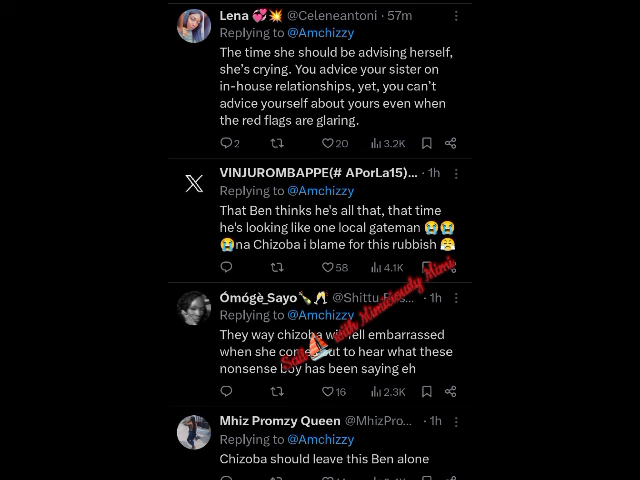 Lena 💞💥 @Celeneantoni · 57m
Replying to @Amchizzy
The time she should be advising herself,
she's crying. You advice your sister on
in-house relationships, yet, you can't
advice yourself about yours even when
the red flags are glaring.
2 20 3.2K
VINJUROMBAPPE(# APorLa15)... · 1h
Replying to @Amchizzy
That Ben thinks he's all that, that time
he's looking like one local gateman 😭😭
😭na Chizoba i blame for this rubbish 😤
58 4.1K
Ómógè_Sayo🍾🥂 @Shittu · 1h
Replying to @Amchizzy
They way chizoba embarrassed
when she out to hear what these
nonsense boy has been saying eh
Sail with Mimiciously Mimi
16 2.3K
Mhiz Promzy Queen @MhizPro... · 1h
Replying to @Amchizzy
Chizoba should leave this Ben alone